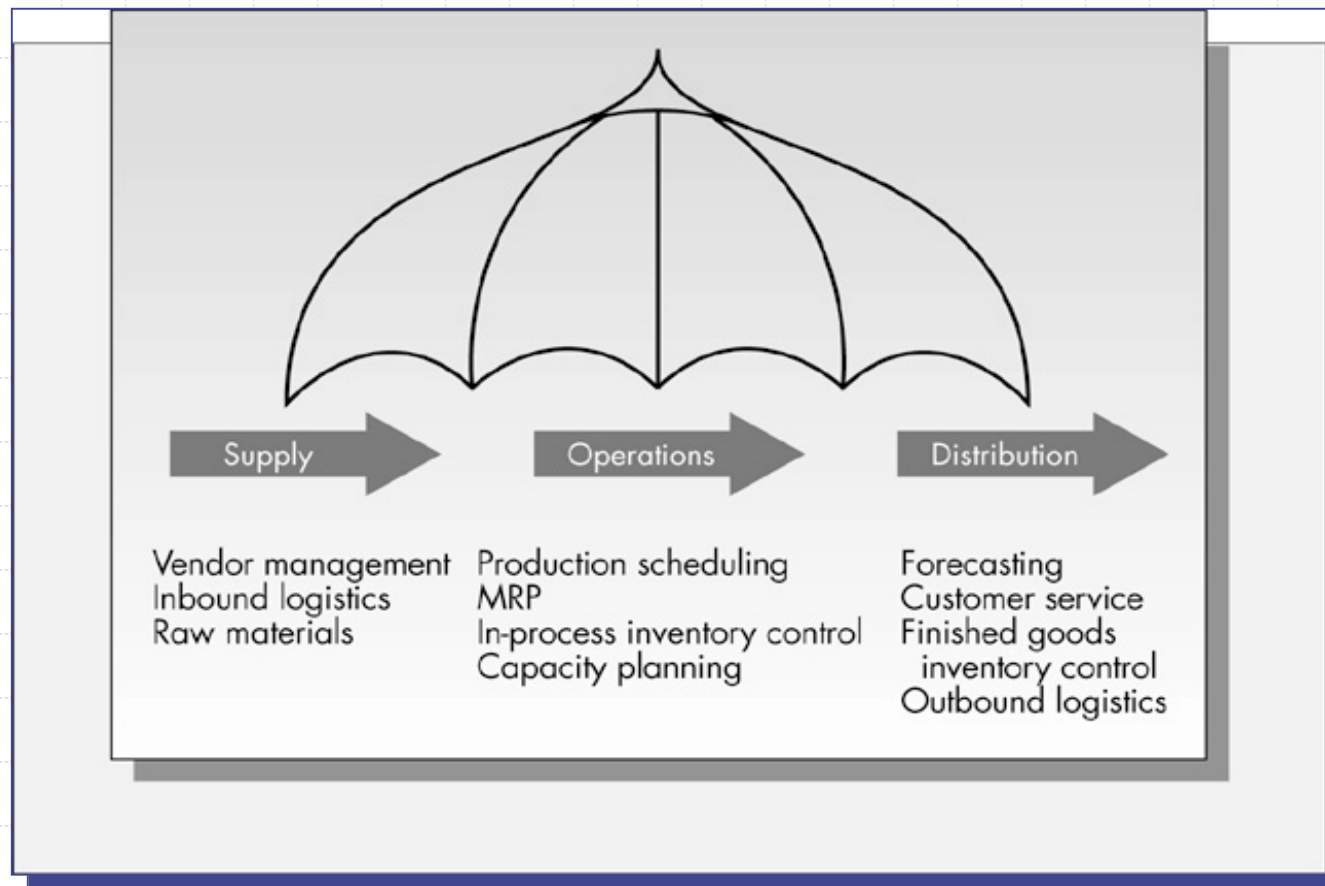 Supply
Operations
Distribution
Vendor management
Inbound logistics
Raw materials
Production scheduling
MRP
In-process inventory control
Capacity planning
Forecasting
Customer service
Finished goods
inventory control
Outbound logistics